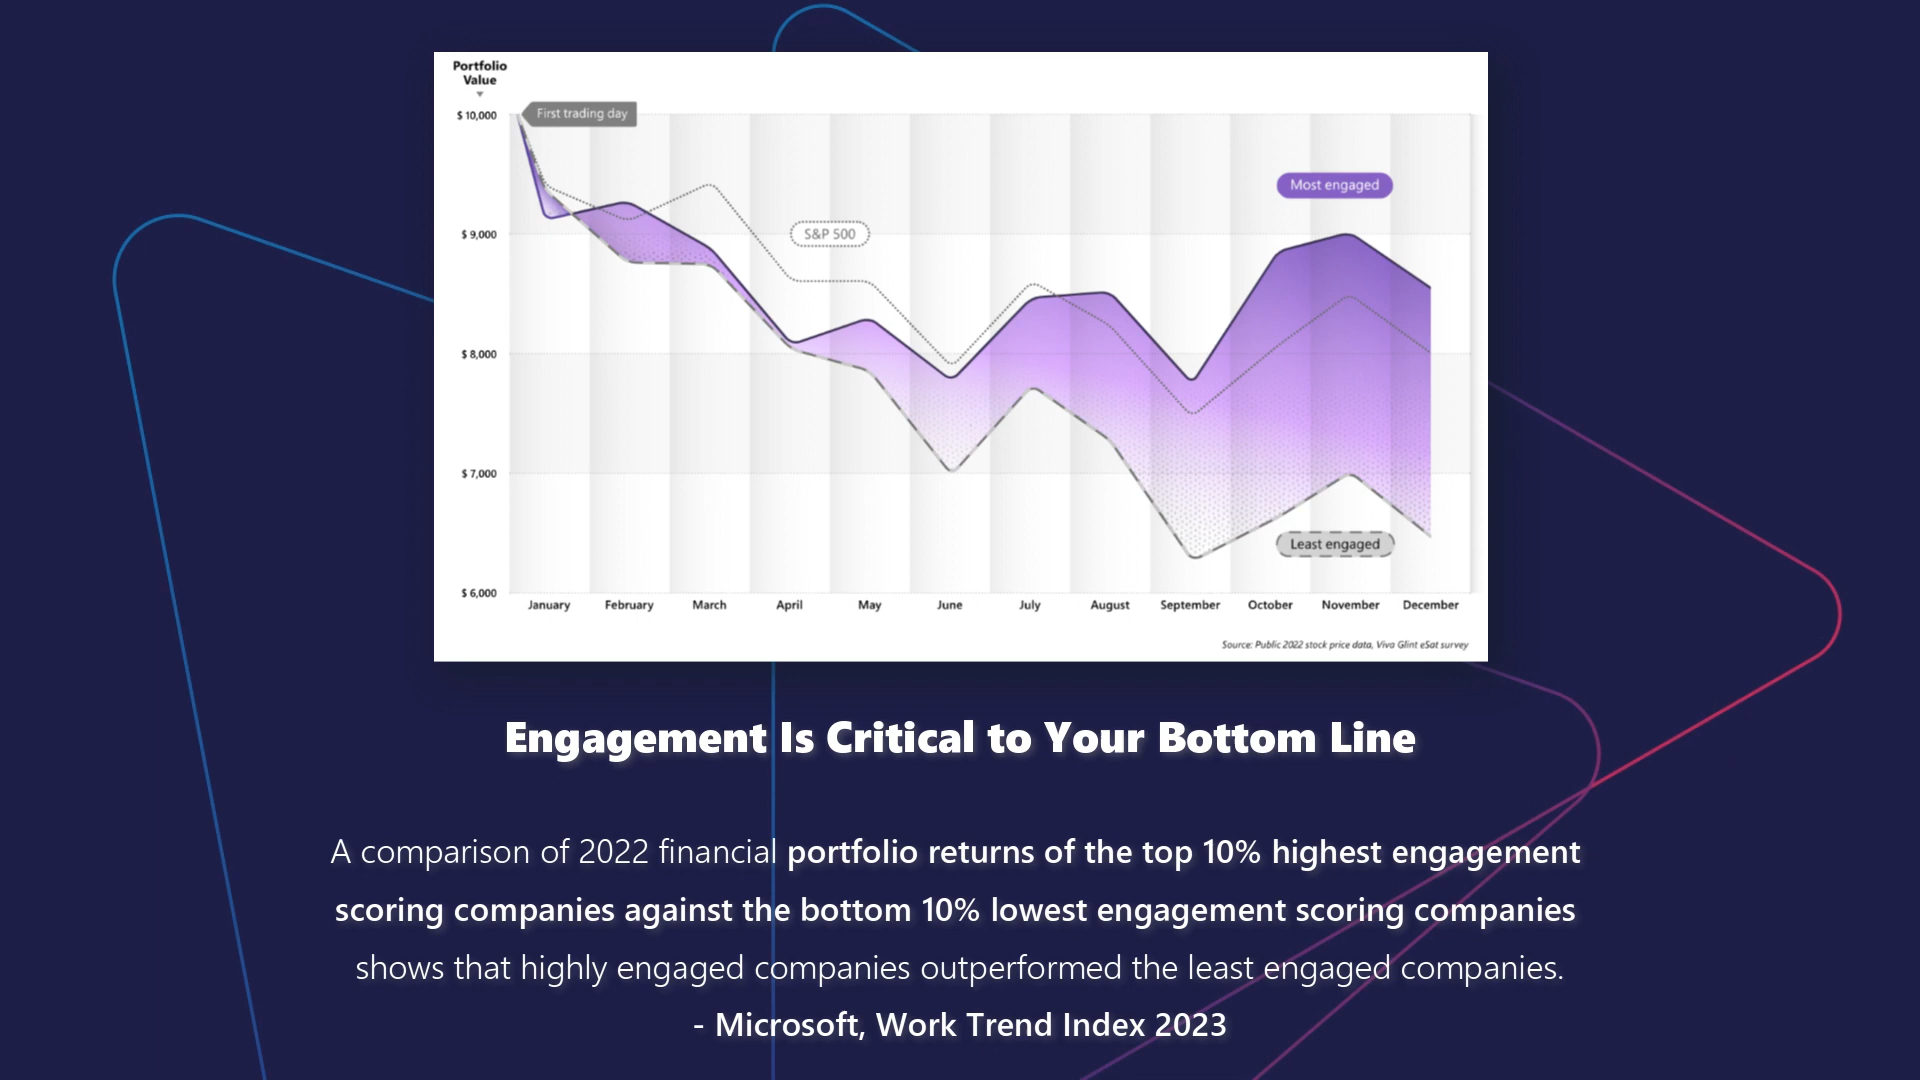 Portfolio
Value
First trading day
$ 10,000
Most engaged
S&P 500
$ 9,000
$ 8,000
$ 7,000
Least engaged
$ 6,000
January February March April May June July August September October November December
Source: Public 2022 stock price data, Viva Glint eSat survey
Engagement Is Critical to Your Bottom Line
A comparison of 2022 financial portfolio returns of the top 10% highest engagement
scoring companies against the bottom 10% lowest engagement scoring companies
shows that highly engaged companies outperformed the least engaged companies.
- Microsoft, Work Trend Index 2023